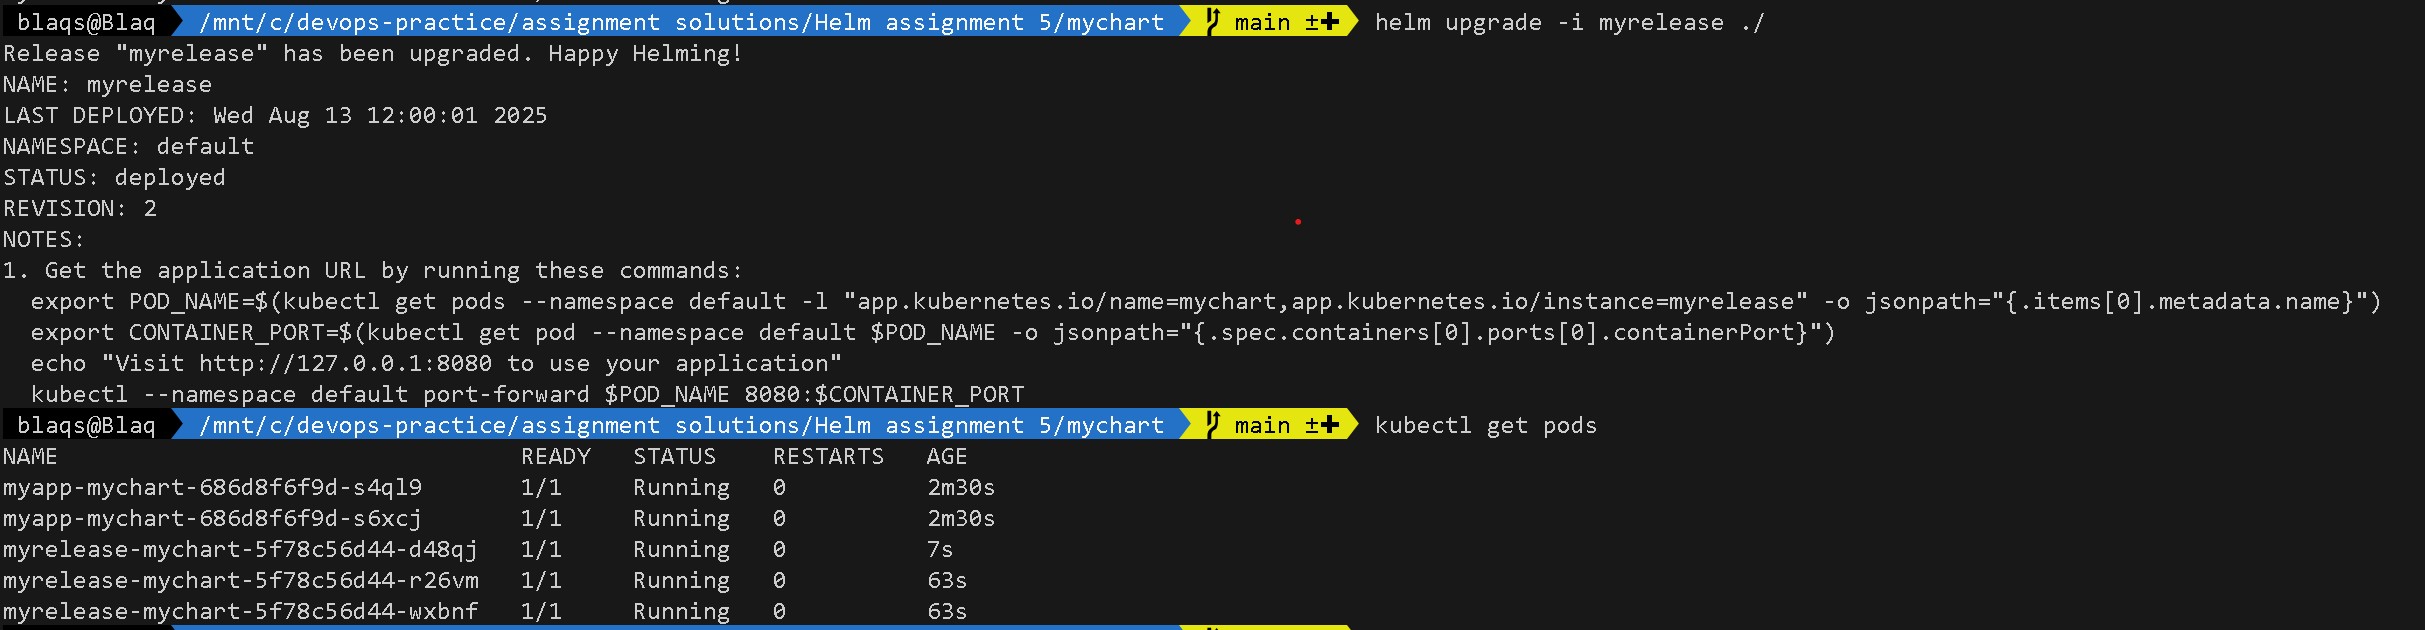 blaqs@Blaq /mnt/c/devops-practice/assignment solutions/Helm assignment 5/mychart main ±✚ helm upgrade -i myrelease ./
Release "myrelease" has been upgraded. Happy Helming!
NAME: myrelease
LAST DEPLOYED: Wed Aug 13 12:00:01 2025
NAMESPACE: default
STATUS: deployed
REVISION: 2
NOTES:
1. Get the application URL by running these commands:
  export POD_NAME=$(kubectl get pods --namespace default -l "app.kubernetes.io/name=mychart,app.kubernetes.io/instance=myrelease" -o jsonpath="{.items[0].metadata.name}")
  export CONTAINER_PORT=$(kubectl get pod --namespace default $POD_NAME -o jsonpath="{.spec.containers[0].ports[0].containerPort}")
  echo "Visit http://127.0.0.1:8080 to use your application"
  kubectl --namespace default port-forward $POD_NAME 8080:$CONTAINER_PORT
blaqs@Blaq /mnt/c/devops-practice/assignment solutions/Helm assignment 5/mychart main ±✚ kubectl get pods
NAME READY STATUS RESTARTS AGE
myapp-mychart-686d8f6f9d-s4ql9 1/1 Running 0 2m30s
myapp-mychart-686d8f6f9d-s6xcj 1/1 Running 0 2m30s
myrelease-mychart-5f78c56d44-d48qj 1/1 Running 0 7s
myrelease-mychart-5f78c56d44-r26vm 1/1 Running 0 63s
myrelease-mychart-5f78c56d44-wxbnf 1/1 Running 0 63s